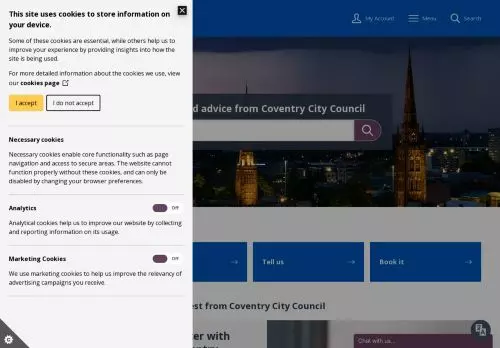 This site uses cookies to store information on
your device.
Some of these cookies are essential, while others help us to
improve your experience by providing insights into how the
site is being used.
For more detailed information about the cookies we use, view
our cookies page
I accept
I do not accept
Necessary cookies
Necessary cookies enable core functionality such as page
navigation and access to secure areas. The website cannot
function properly without these cookies, and can only be
disabled by changing your browser preferences.
Analytics
Off
Analytical cookies help us to improve our website by collecting
and reporting information on its usage.
Marketing Cookies
Off
We use marketing cookies to help us improve the relevancy of
advertising campaigns you receive.
My Account
Menu
Search
d advice from Coventry City Council
Tell us
Book it
est from Coventry City Council
ter with
Chat with us...